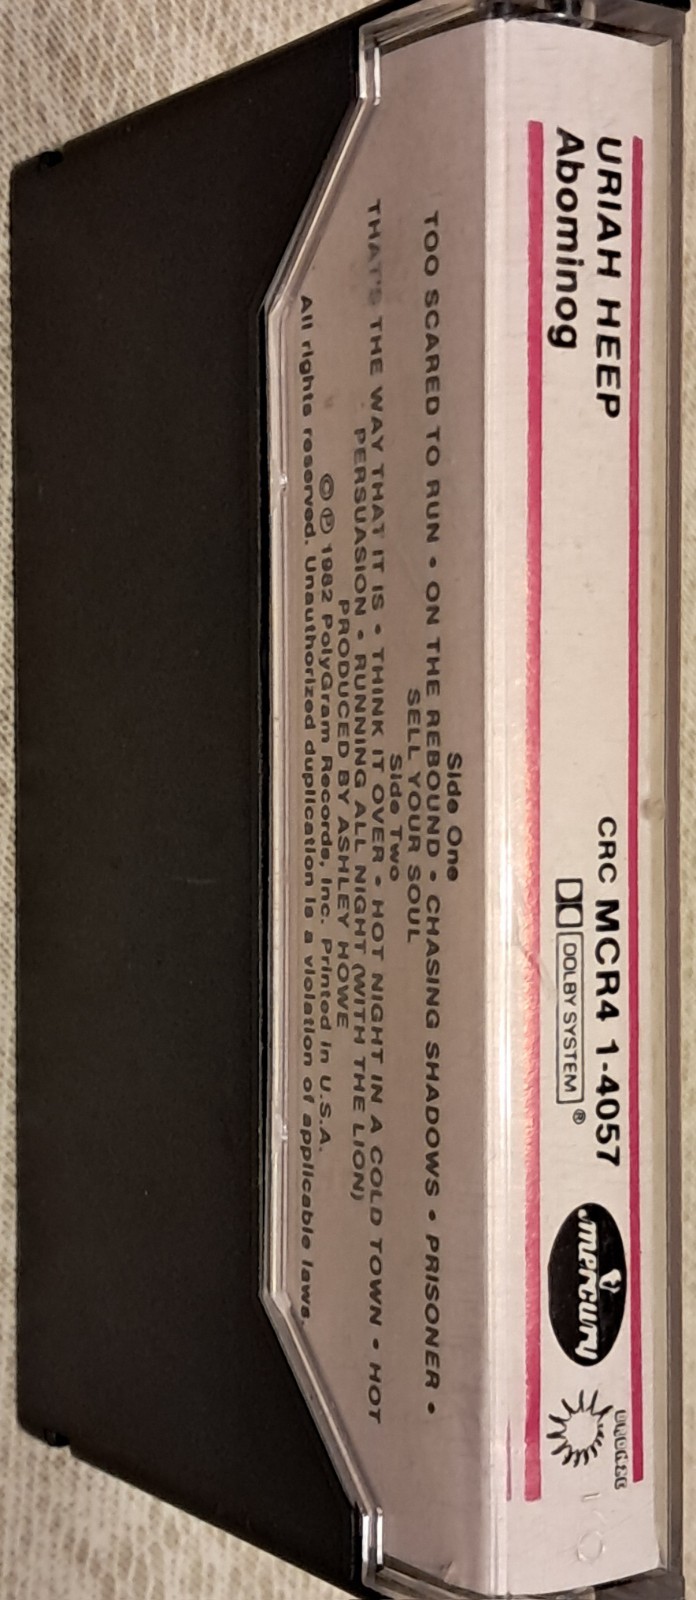 URIAH HEEP
Abominog
CRC MCR4 1-4057
DOLBY SYSTEM ®
mercury
Side One
TOO SCARED TO RUN • ON THE REBOUND • CHASING SHADOWS • PRISONER •
SELL YOUR SOUL
Side Two
THAT'S THE WAY THAT IT IS • THINK IT OVER • HOT NIGHT IN A COLD TOWN • HOT
PERSUASION • RUNNING ALL NIGHT (WITH THE LION)
PRODUCED BY ASHLEY HOWE
© ℗ 1982 PolyGram Records, Inc. Printed in U.S.A.
All rights reserved. Unauthorized duplication is a violation of applicable laws.